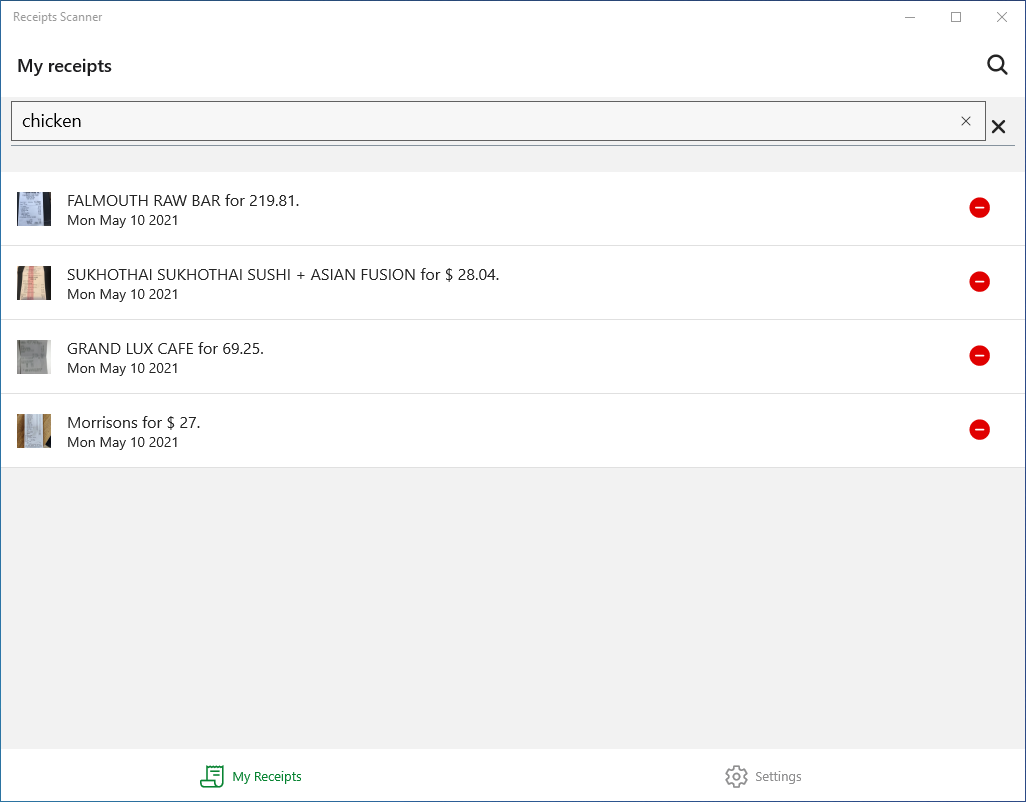 Receipts Scanner
My receipts
chicken
FALMOUTH RAW BAR for 219.81.
Mon May 10 2021
SUKHOTHAI SUKHOTHAI SUSHI + ASIAN FUSION for $ 28.04.
Mon May 10 2021
GRAND LUX CAFE for 69.25.
Mon May 10 2021
Morrisons for $ 27.
Mon May 10 2021
My Receipts
Settings